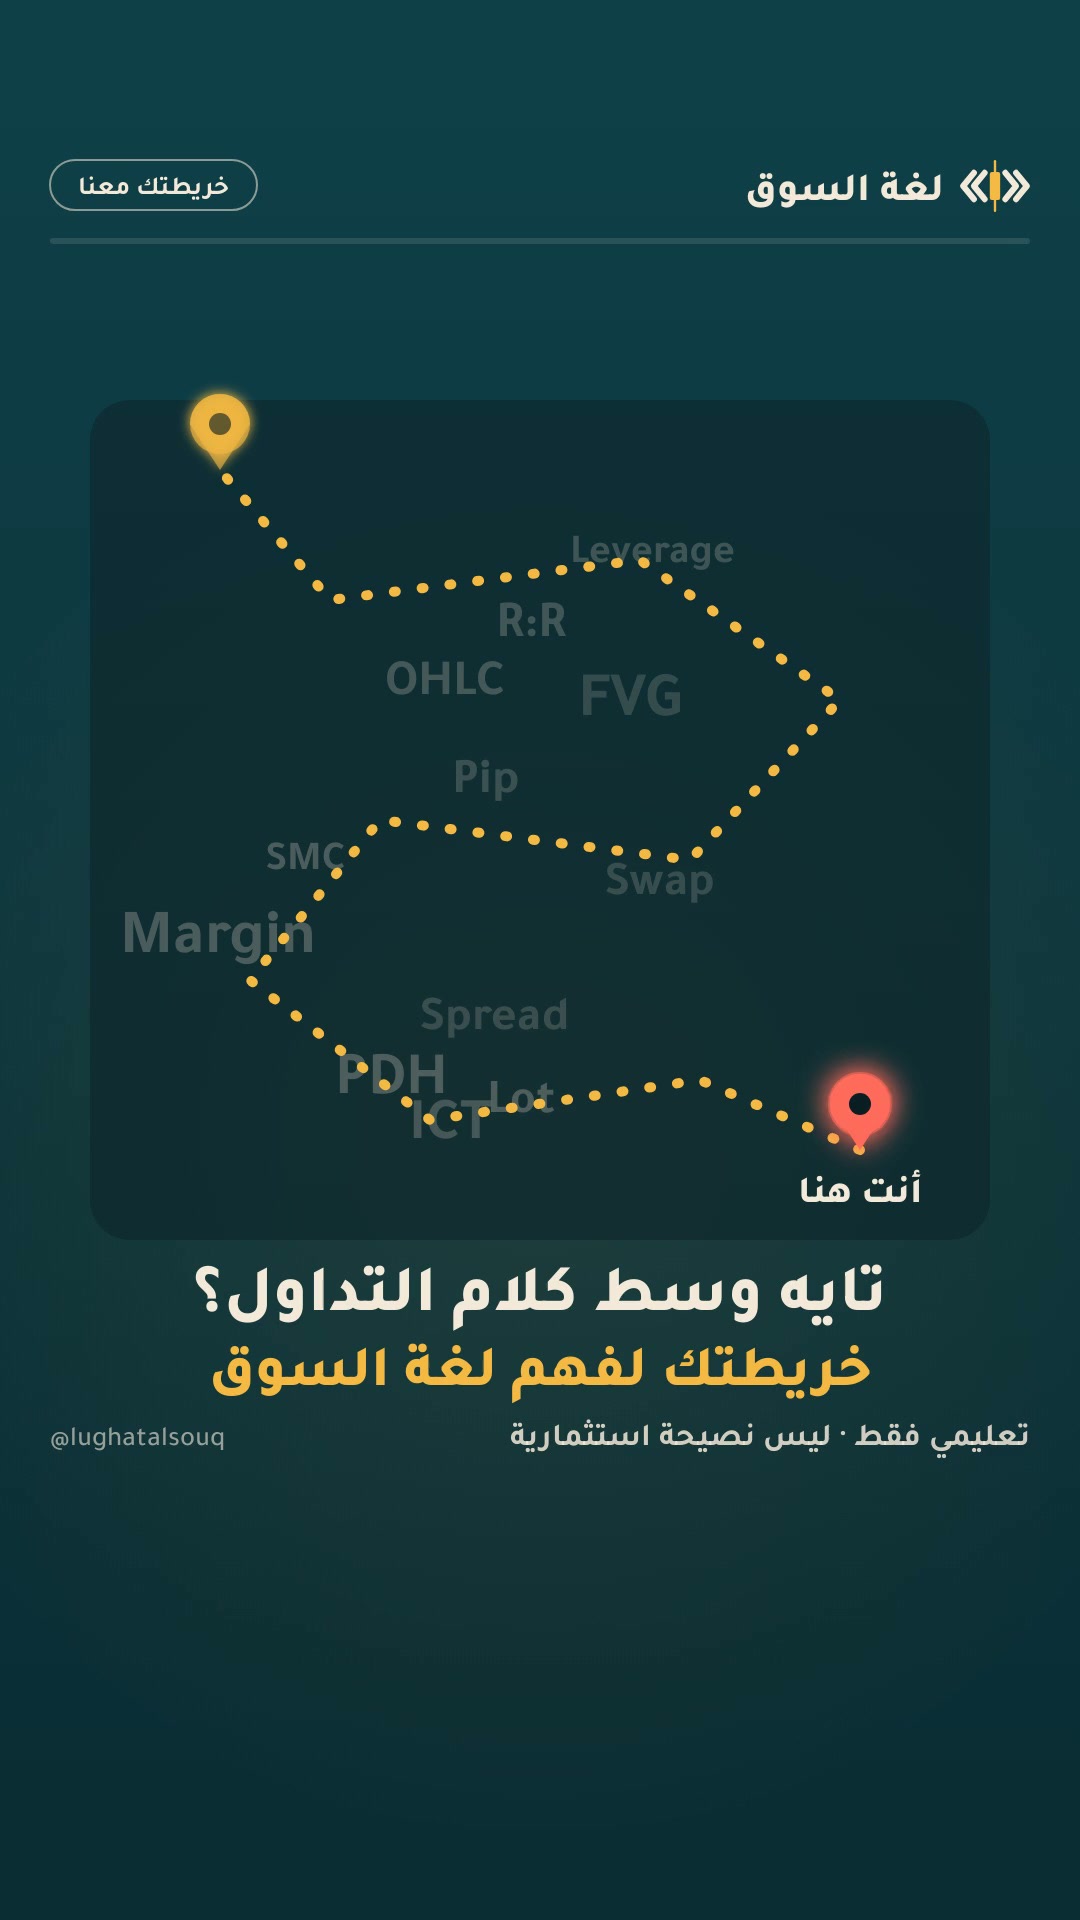 لغة السوق
خريطتك معنا
Leverage
R:R
OHLC
FVG
Pip
SMC
Swap
Margin
Spread
PDH
Lot
ICT
أنت هنا
تايه وسط كلام التداول؟
خريطتك لفهم لغة السوق
تعليمي فقط · ليس نصيحة استثمارية
@lughatalsouq